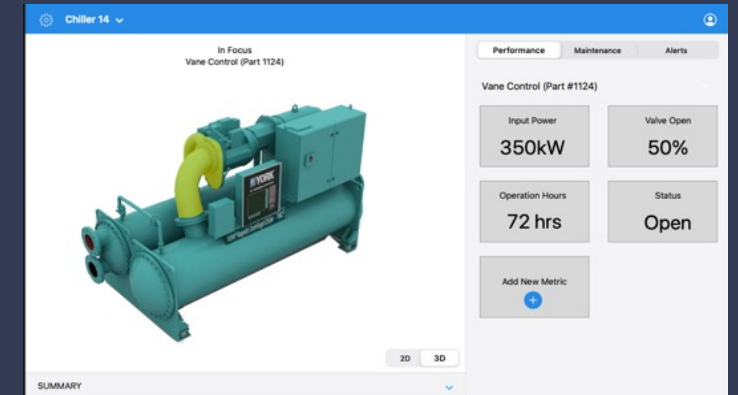 Chiller 14
In Focus
Vane Control (Part 1124)
YORK
2D
3D
SUMMARY
Performance
Maintenance
Alerts
Vane Control (Part #1124)
Input Power
350kW
Valve Open
50%
Operation Hours
72 hrs
Status
Open
Add New Metric